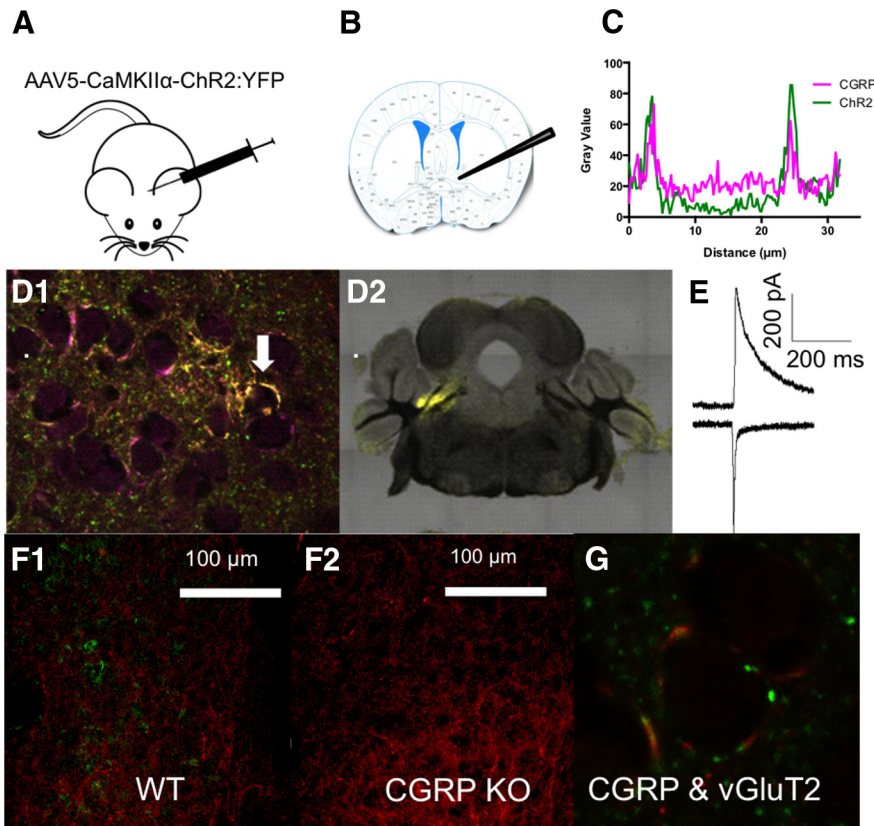 A
B
C
AAV5-CaMKIIα-ChR2:YFP
100
80
60
40
20
0
Gray Value
0
10
20
30
Distance (µm)
CGRP
ChR2
D1
D2
E
200 pA
200 ms
F1
100 µm
WT
F2
100 µm
CGRP KO
G
CGRP & vGluT2